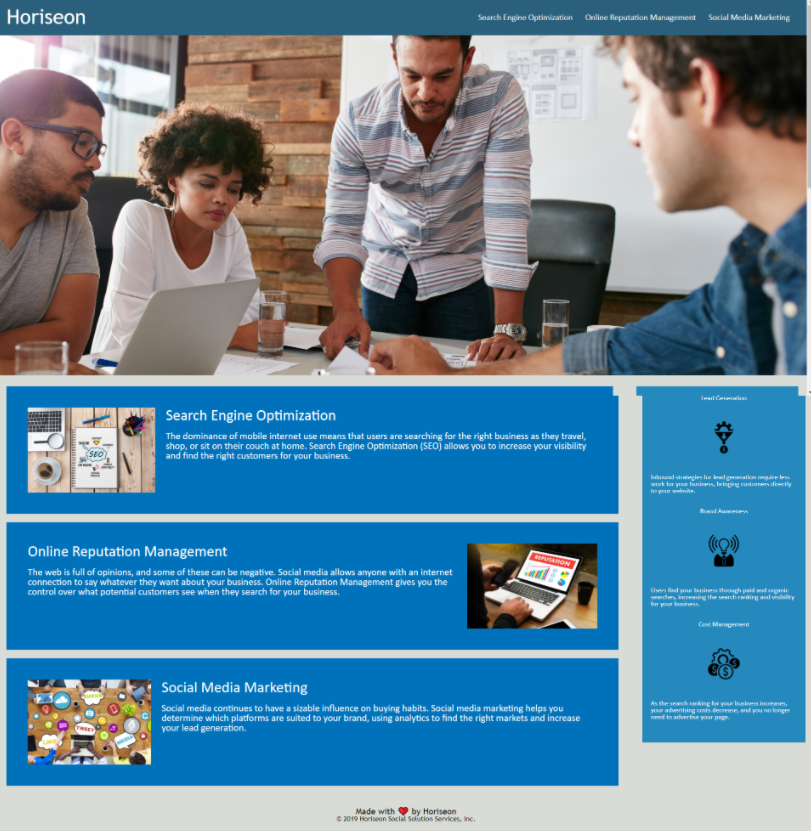 Horiseon
Search Engine Optimization
Online Reputation Management
Social Media Marketing
Search Engine Optimization
The dominance of mobile internet use means that users are searching for the right business as they travel,
shop, or sit on their couch at home. Search Engine Optimization (SEO) allows you to increase your visibility
and find the right customers for your business.
SEO
Online Reputation Management
The web is full of opinions, and some of these can be negative. Social media allows anyone with an internet
connection to say whatever they want about your business. Online Reputation Management gives you the
control over what potential customers see when they search for your business.
REPUTATION
Social Media Marketing
Social media continues to have a sizable influence on buying habits. Social media marketing helps you
determine which platforms are suited to your brand, using analytics to find the right markets and increase
your lead generation.
TWEET
Lead Generation
Inbound strategies for lead generation require less
work for your business, bringing customers directly
to your website.
Brand Awareness
Users find your business through paid and organic
searches, increasing the search ranking and visibility
for your business.
Cost Management
As the search ranking for your business increases,
your advertising costs decrease, and you no longer
need to advertise your page.
Made with ❤️ by Horiseon
© 2019 Horiseon Social Solution Services, Inc.